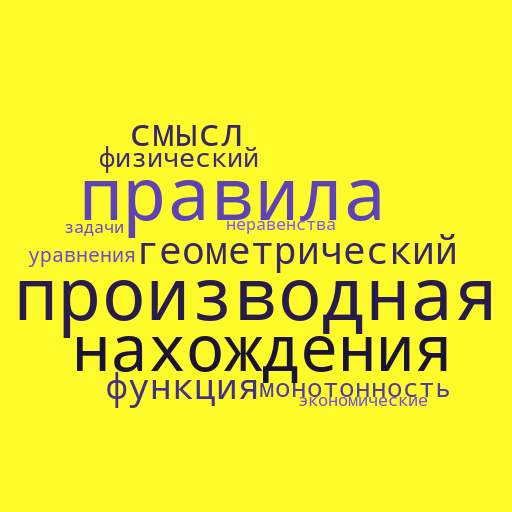 смысл
физический
правила
задачи
неравенства
уравнения
геометрический
производная
нахождения
функция
монотонность
экономические